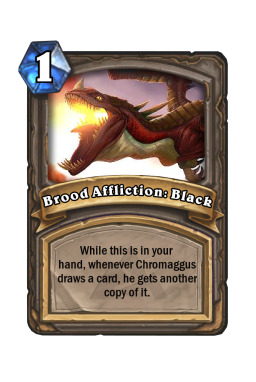 1
Brood Affliction: Black
While this is in your
hand, whenever Chromaggus
draws a card, he gets another
copy of it.